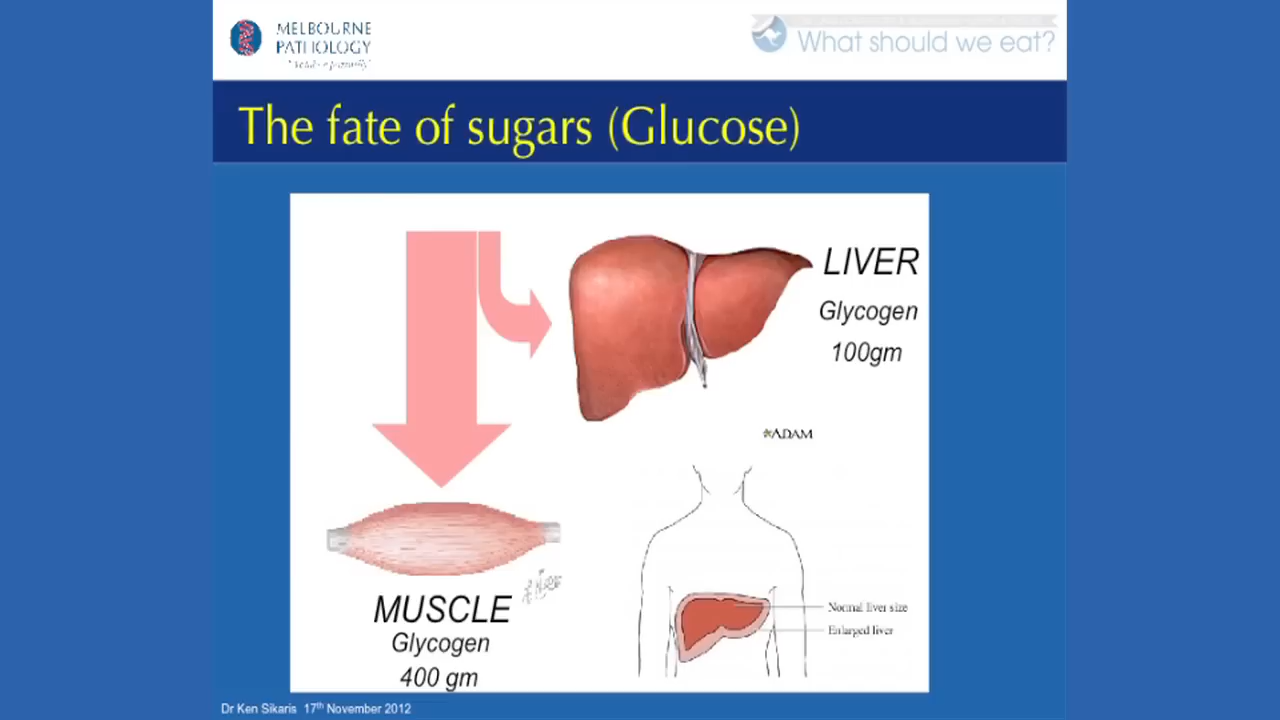 MELBOURNE
PATHOLOGY
What should we eat?
The fate of sugars (Glucose)
LIVER
Glycogen
100gm
ADAM
Normal liver size
Enlarged liver
MUSCLE
Glycogen
400 gm
Dr Ken Sikaris 17th November 2012